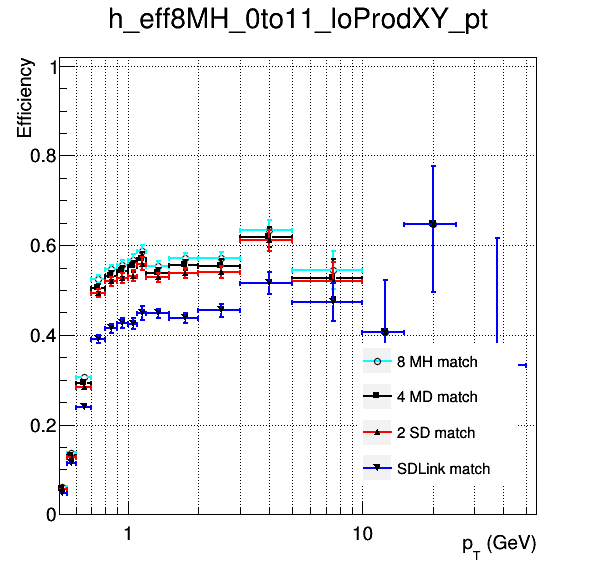 h_eff8MH_0to11_loProdXY_pt
Efficiency
1
0.8
0.6
0.4
0.2
0
8 MH match
4 MD match
2 SD match
SDLink match
1
10
p_T (GeV)